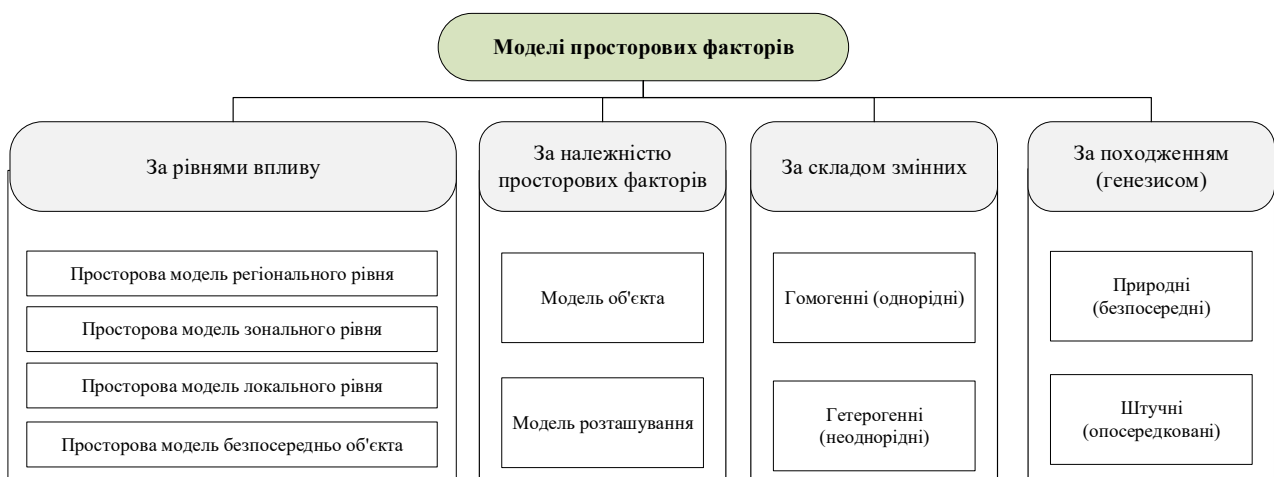 Моделі просторових факторів
За рівнями впливу
Просторова модель регіонального рівня
Просторова модель зонального рівня
Просторова модель локального рівня
Просторова модель безпосередньо об'єкта
За належністю
просторових факторів
Модель об'єкта
Модель розташування
За складом змінних
Гомогенні (однорідні)
Гетерогенні
(неоднорідні)
За походженням
(генезисом)
Природні
(безпосередні)
Штучні
(опосередковані)